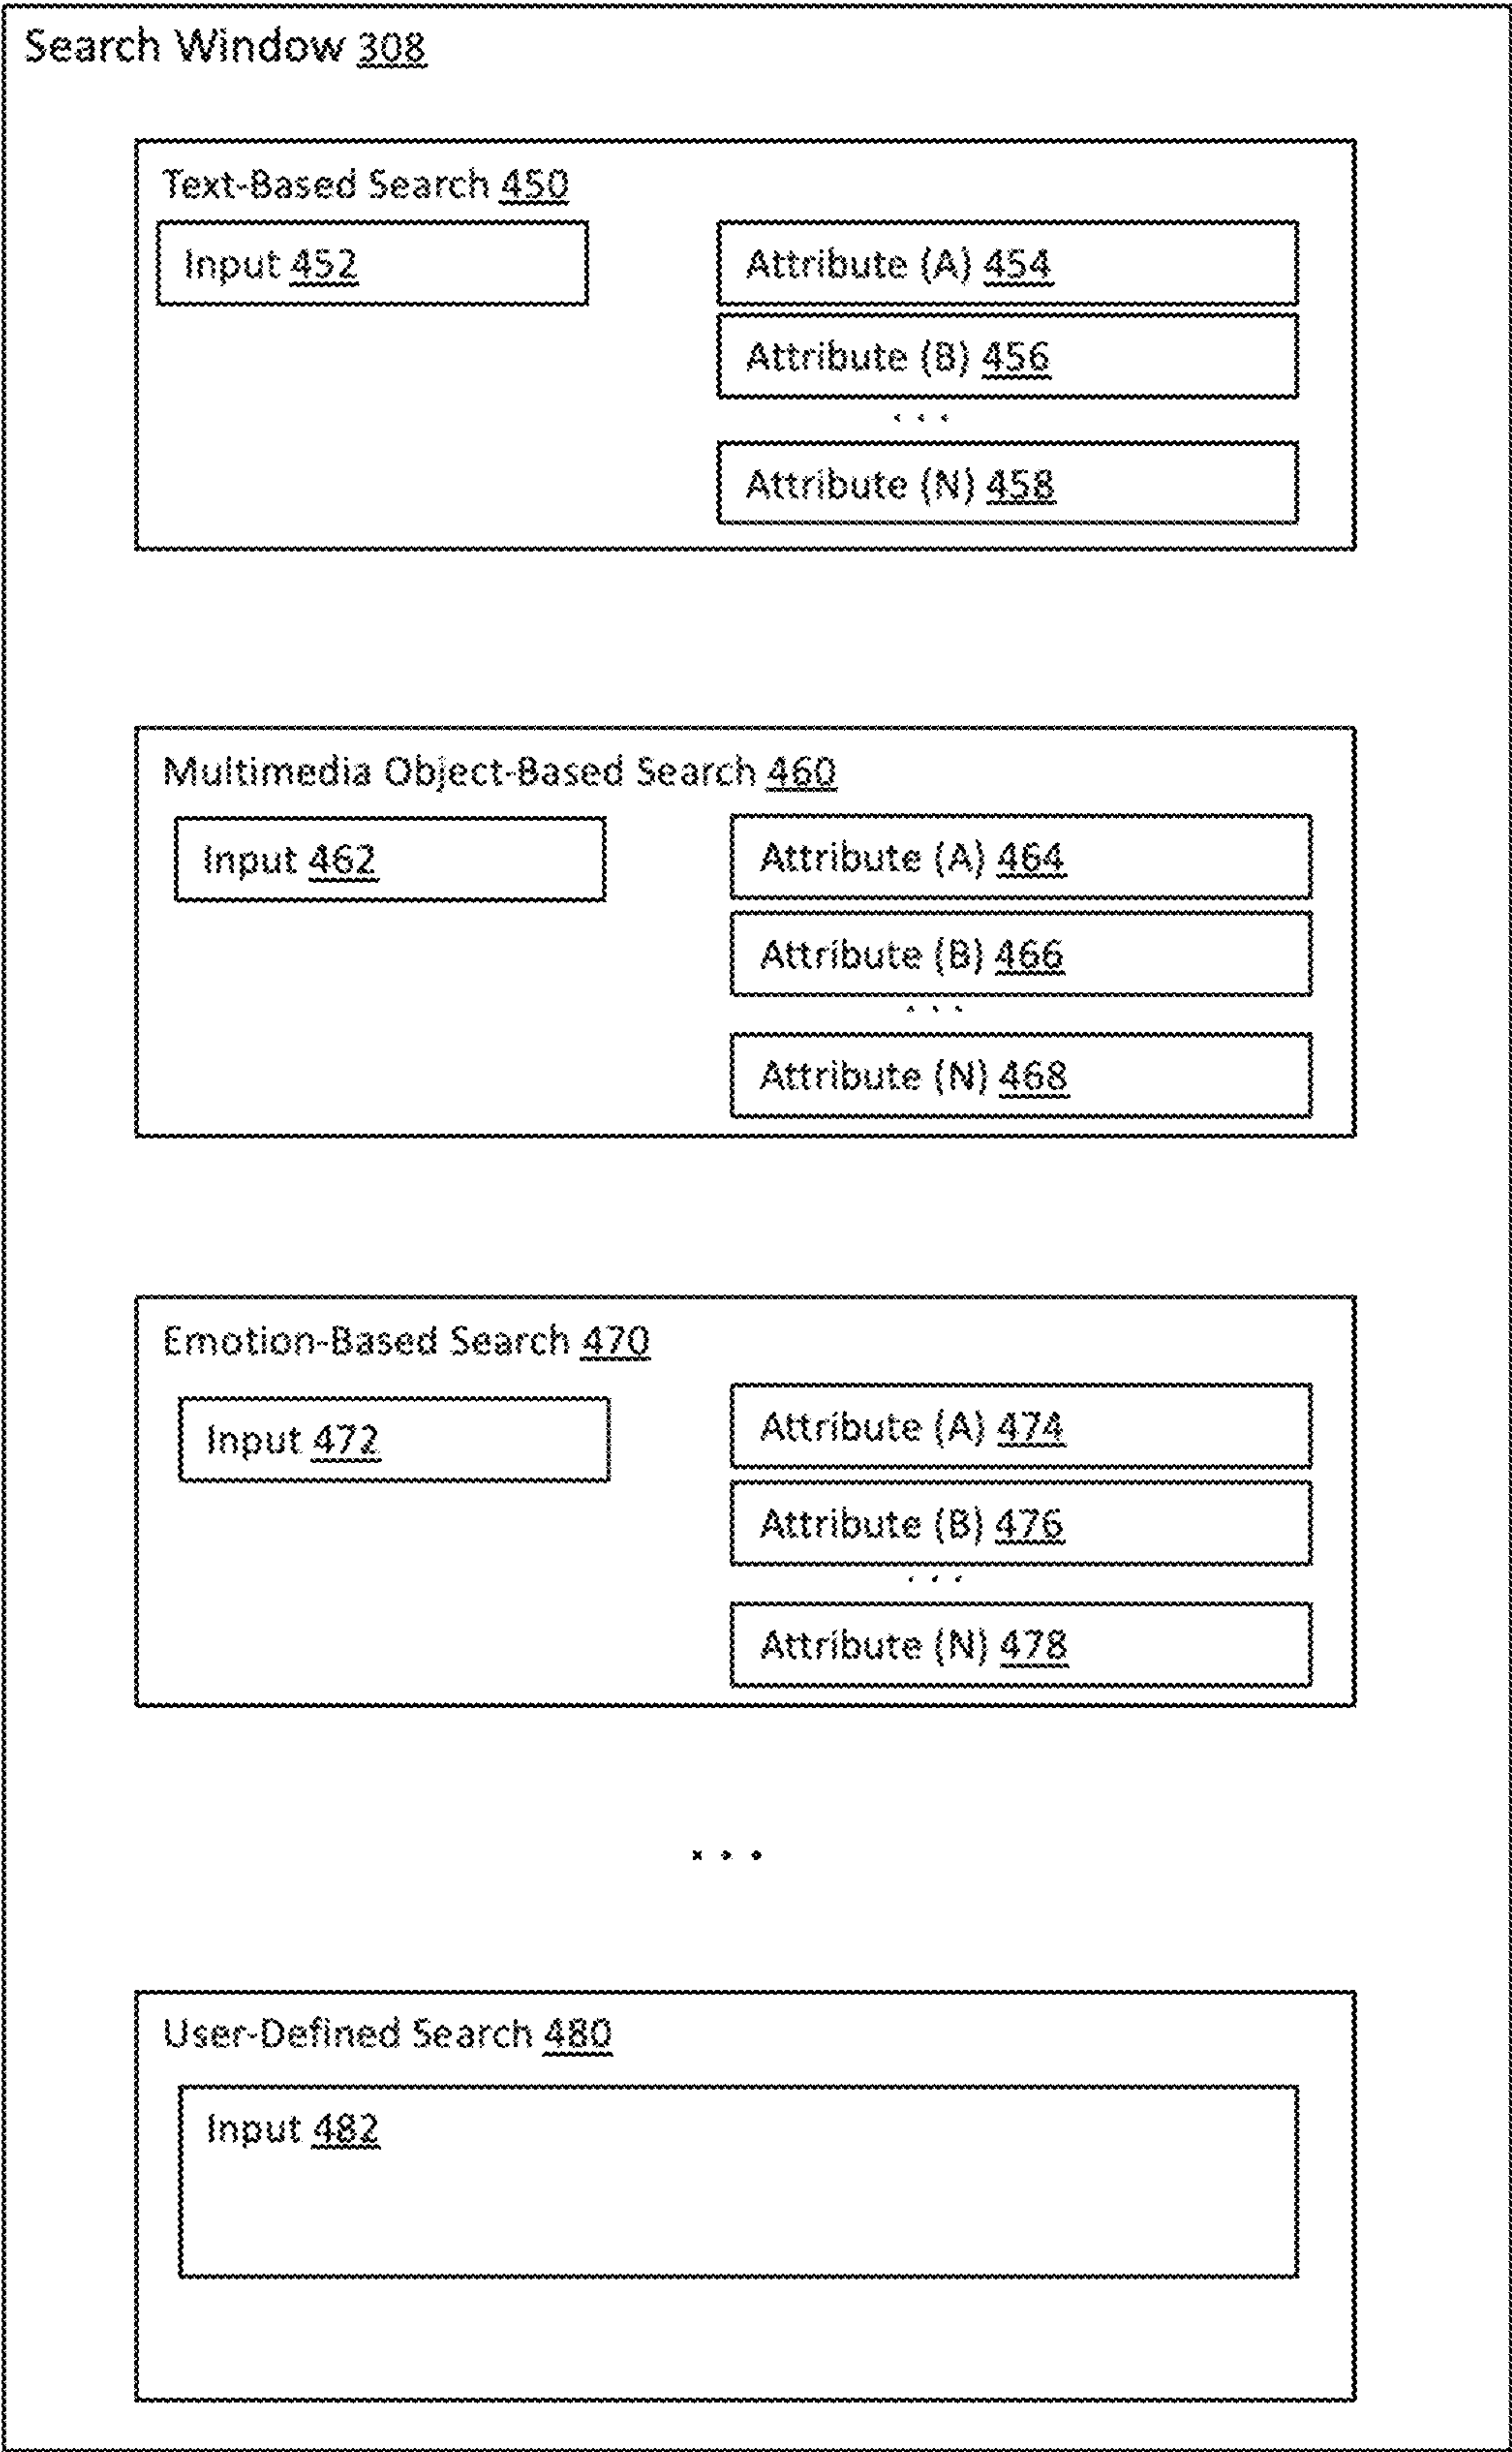 Search Window 308
Text-Based Search 450
Input 452
Attribute (A) 454
Attribute (B) 456
. . .
Attribute (N) 458
Multimedia Object-Based Search 460
Input 462
Attribute (A) 464
Attribute (B) 466
. . .
Attribute (N) 468
Emotion-Based Search 470
Input 472
Attribute (A) 474
Attribute (B) 476
. . .
Attribute (N) 478
. . .
User-Defined Search 480
Input 482